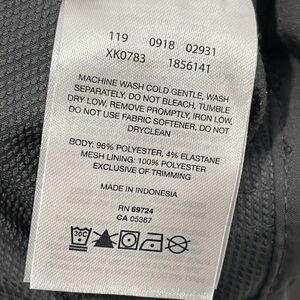 119 0918 02931
XK0783 1856141
MACHINE WASH COLD GENTLE, WASH
SEPARATELY, DO NOT BLEACH, TUMBLE
DRY LOW, REMOVE PROMPTLY, IRON LOW,
DO NOT USE FABRIC SOFTENER, DO NOT
DRYCLEAN
BODY: 96% POLYESTER, 4% ELASTANE
MESH LINING: 100% POLYESTER
EXCLUSIVE OF TRIMMING
MADE IN INDONESIA
RN 69724
CA 05367
30C